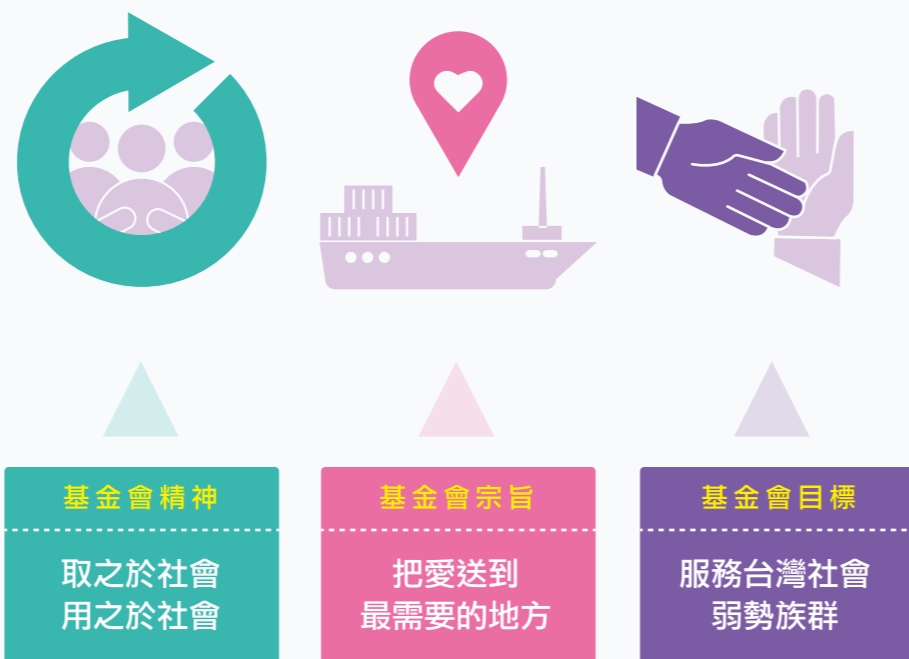 基金會精神
取之於社會
用之於社會
基金會宗旨
把愛送到
最需要的地方
基金會目標
服務台灣社會
弱勢族群